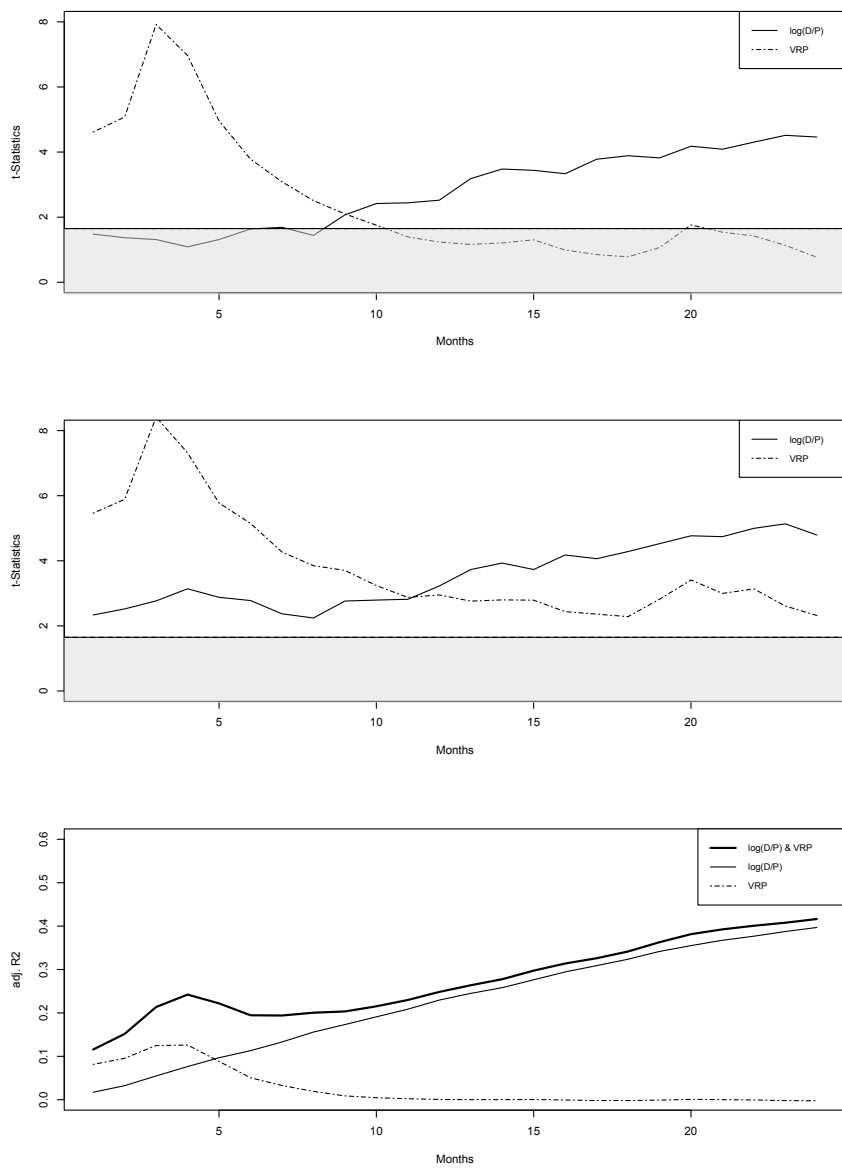 8
6
4
2
0
t-Statistics
log(D/P)
VRP
5
10
15
20
Months
8
6
4
2
0
t-Statistics
log(D/P)
VRP
5
10
15
20
Months
0.6
0.5
0.4
0.3
0.2
0.1
0.0
adj. R2
log(D/P) & VRP
log(D/P)
VRP
5
10
15
20
Months